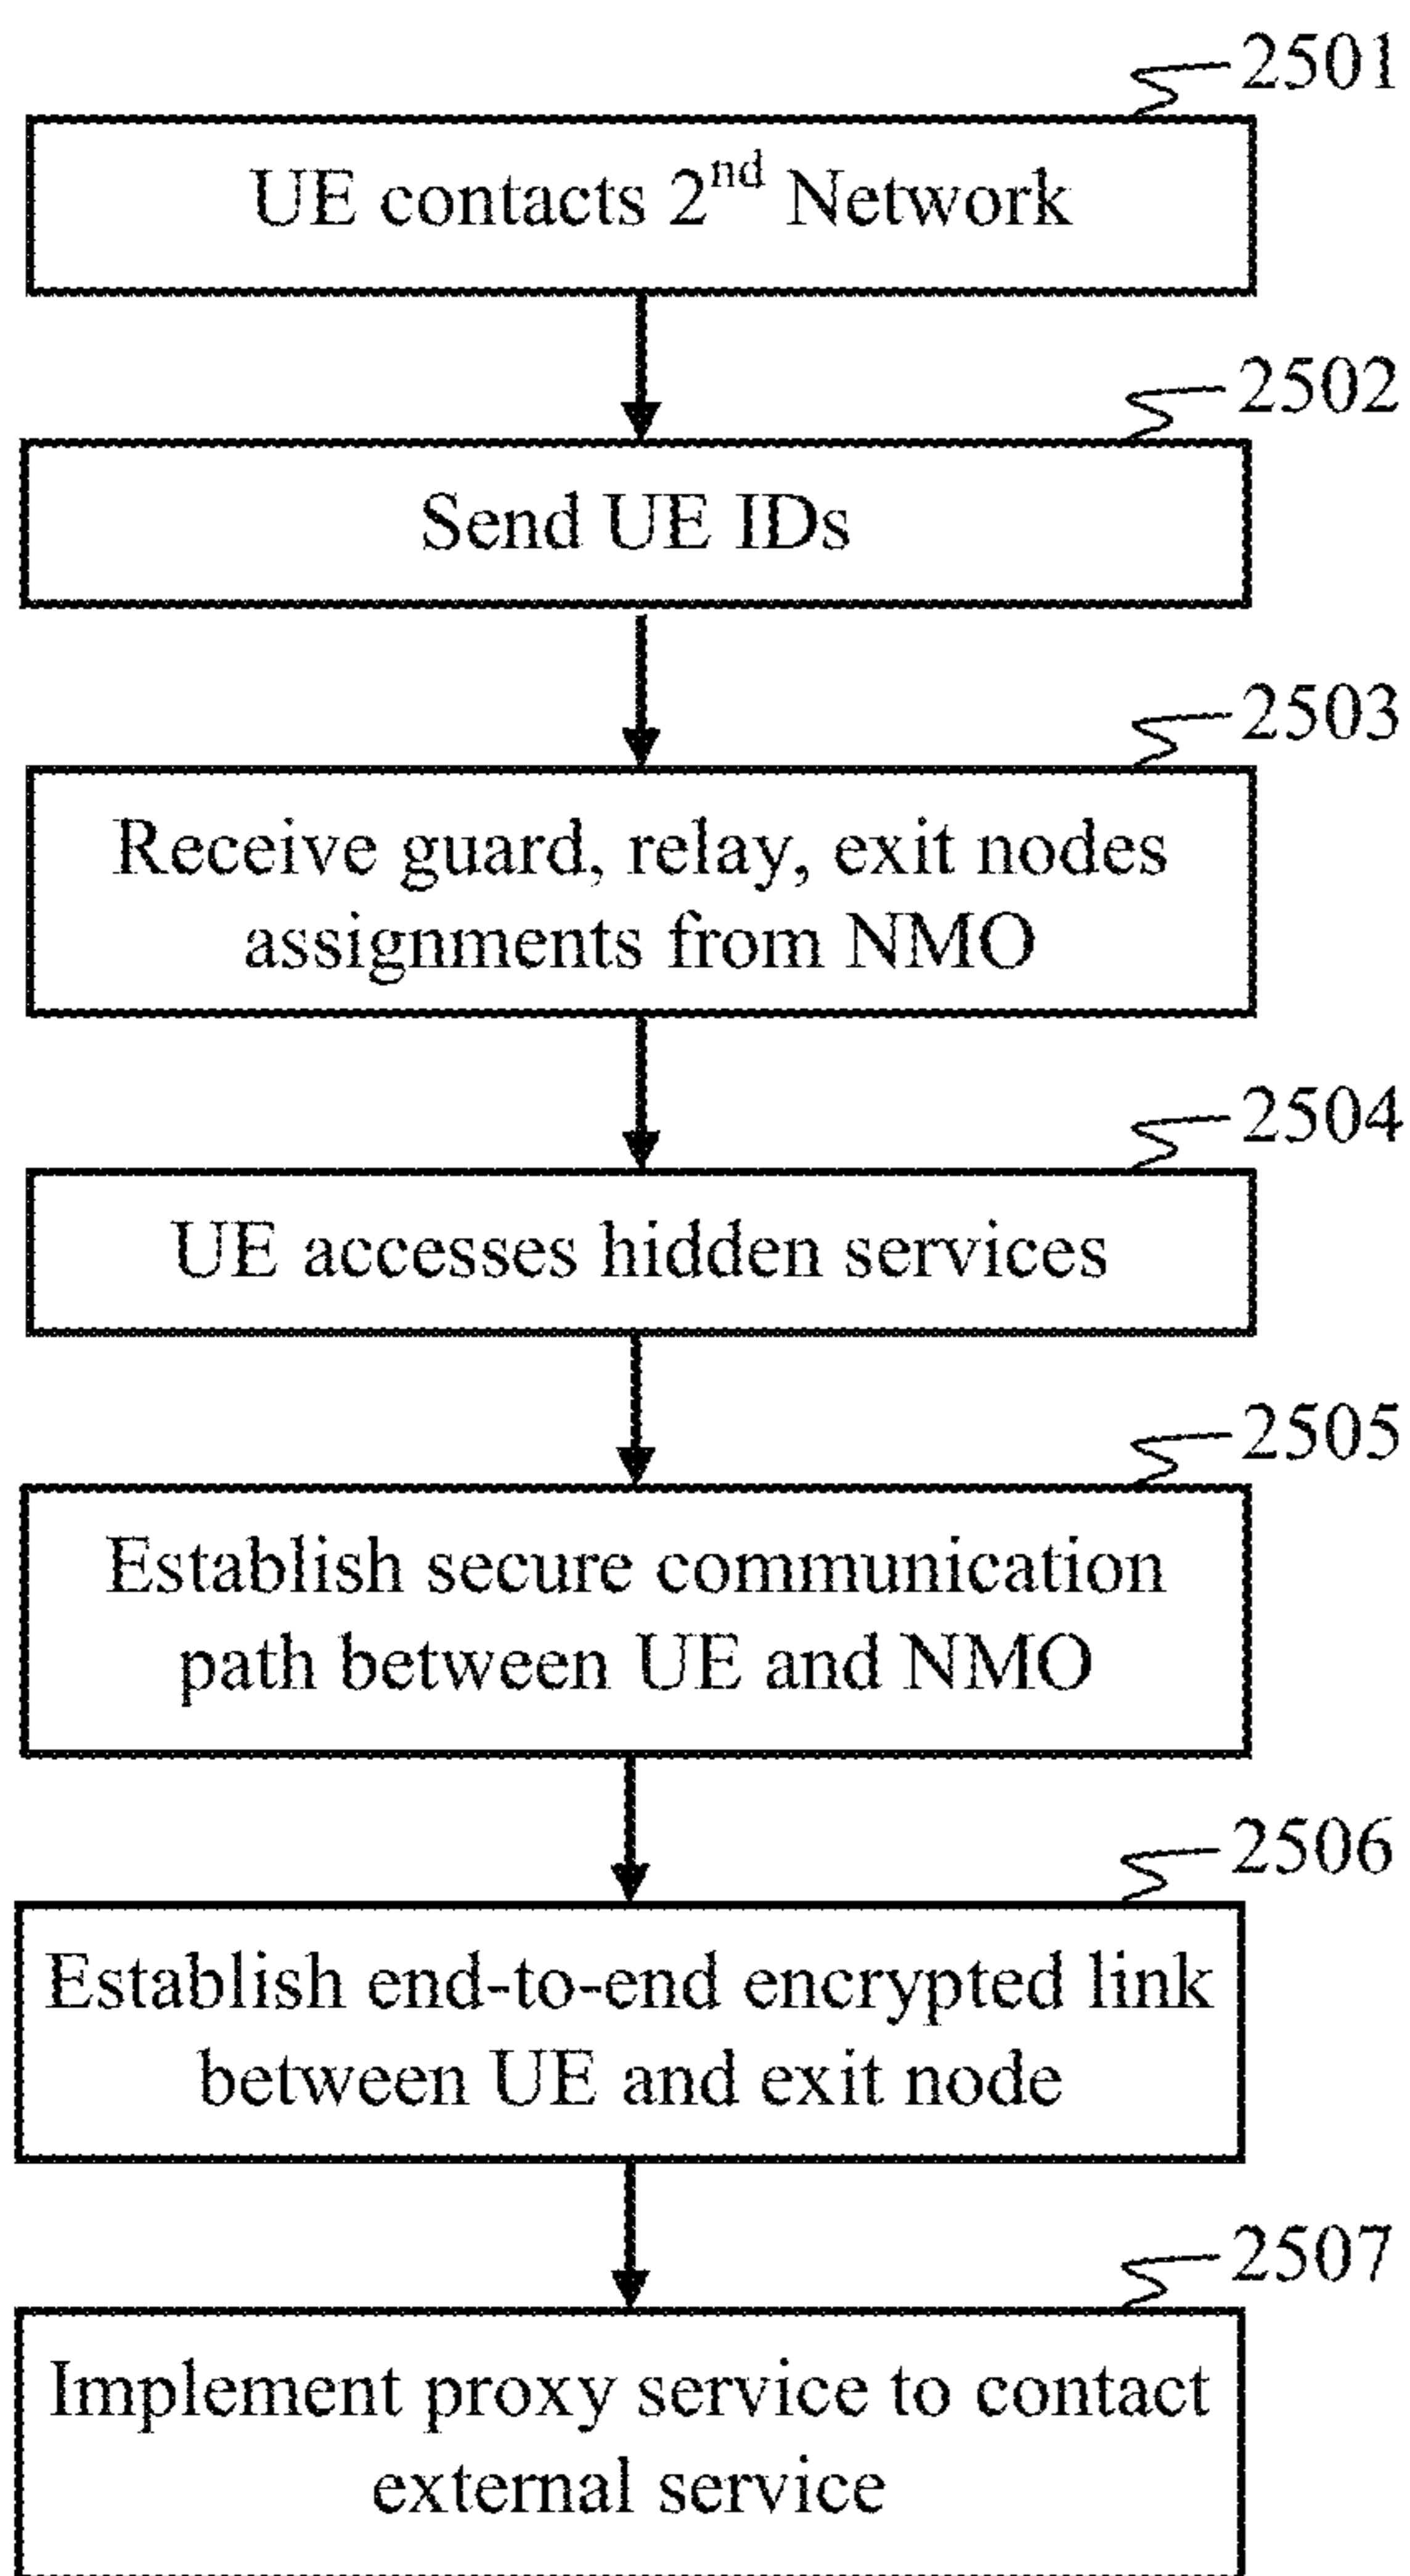 2501
UE contacts 2nd Network
2502
Send UE IDs
2503
Receive guard, relay, exit nodes
assignments from NMO
2504
UE accesses hidden services
2505
Establish secure communication
path between UE and NMO
2506
Establish end-to-end encrypted link
between UE and exit node
2507
Implement proxy service to contact
external service